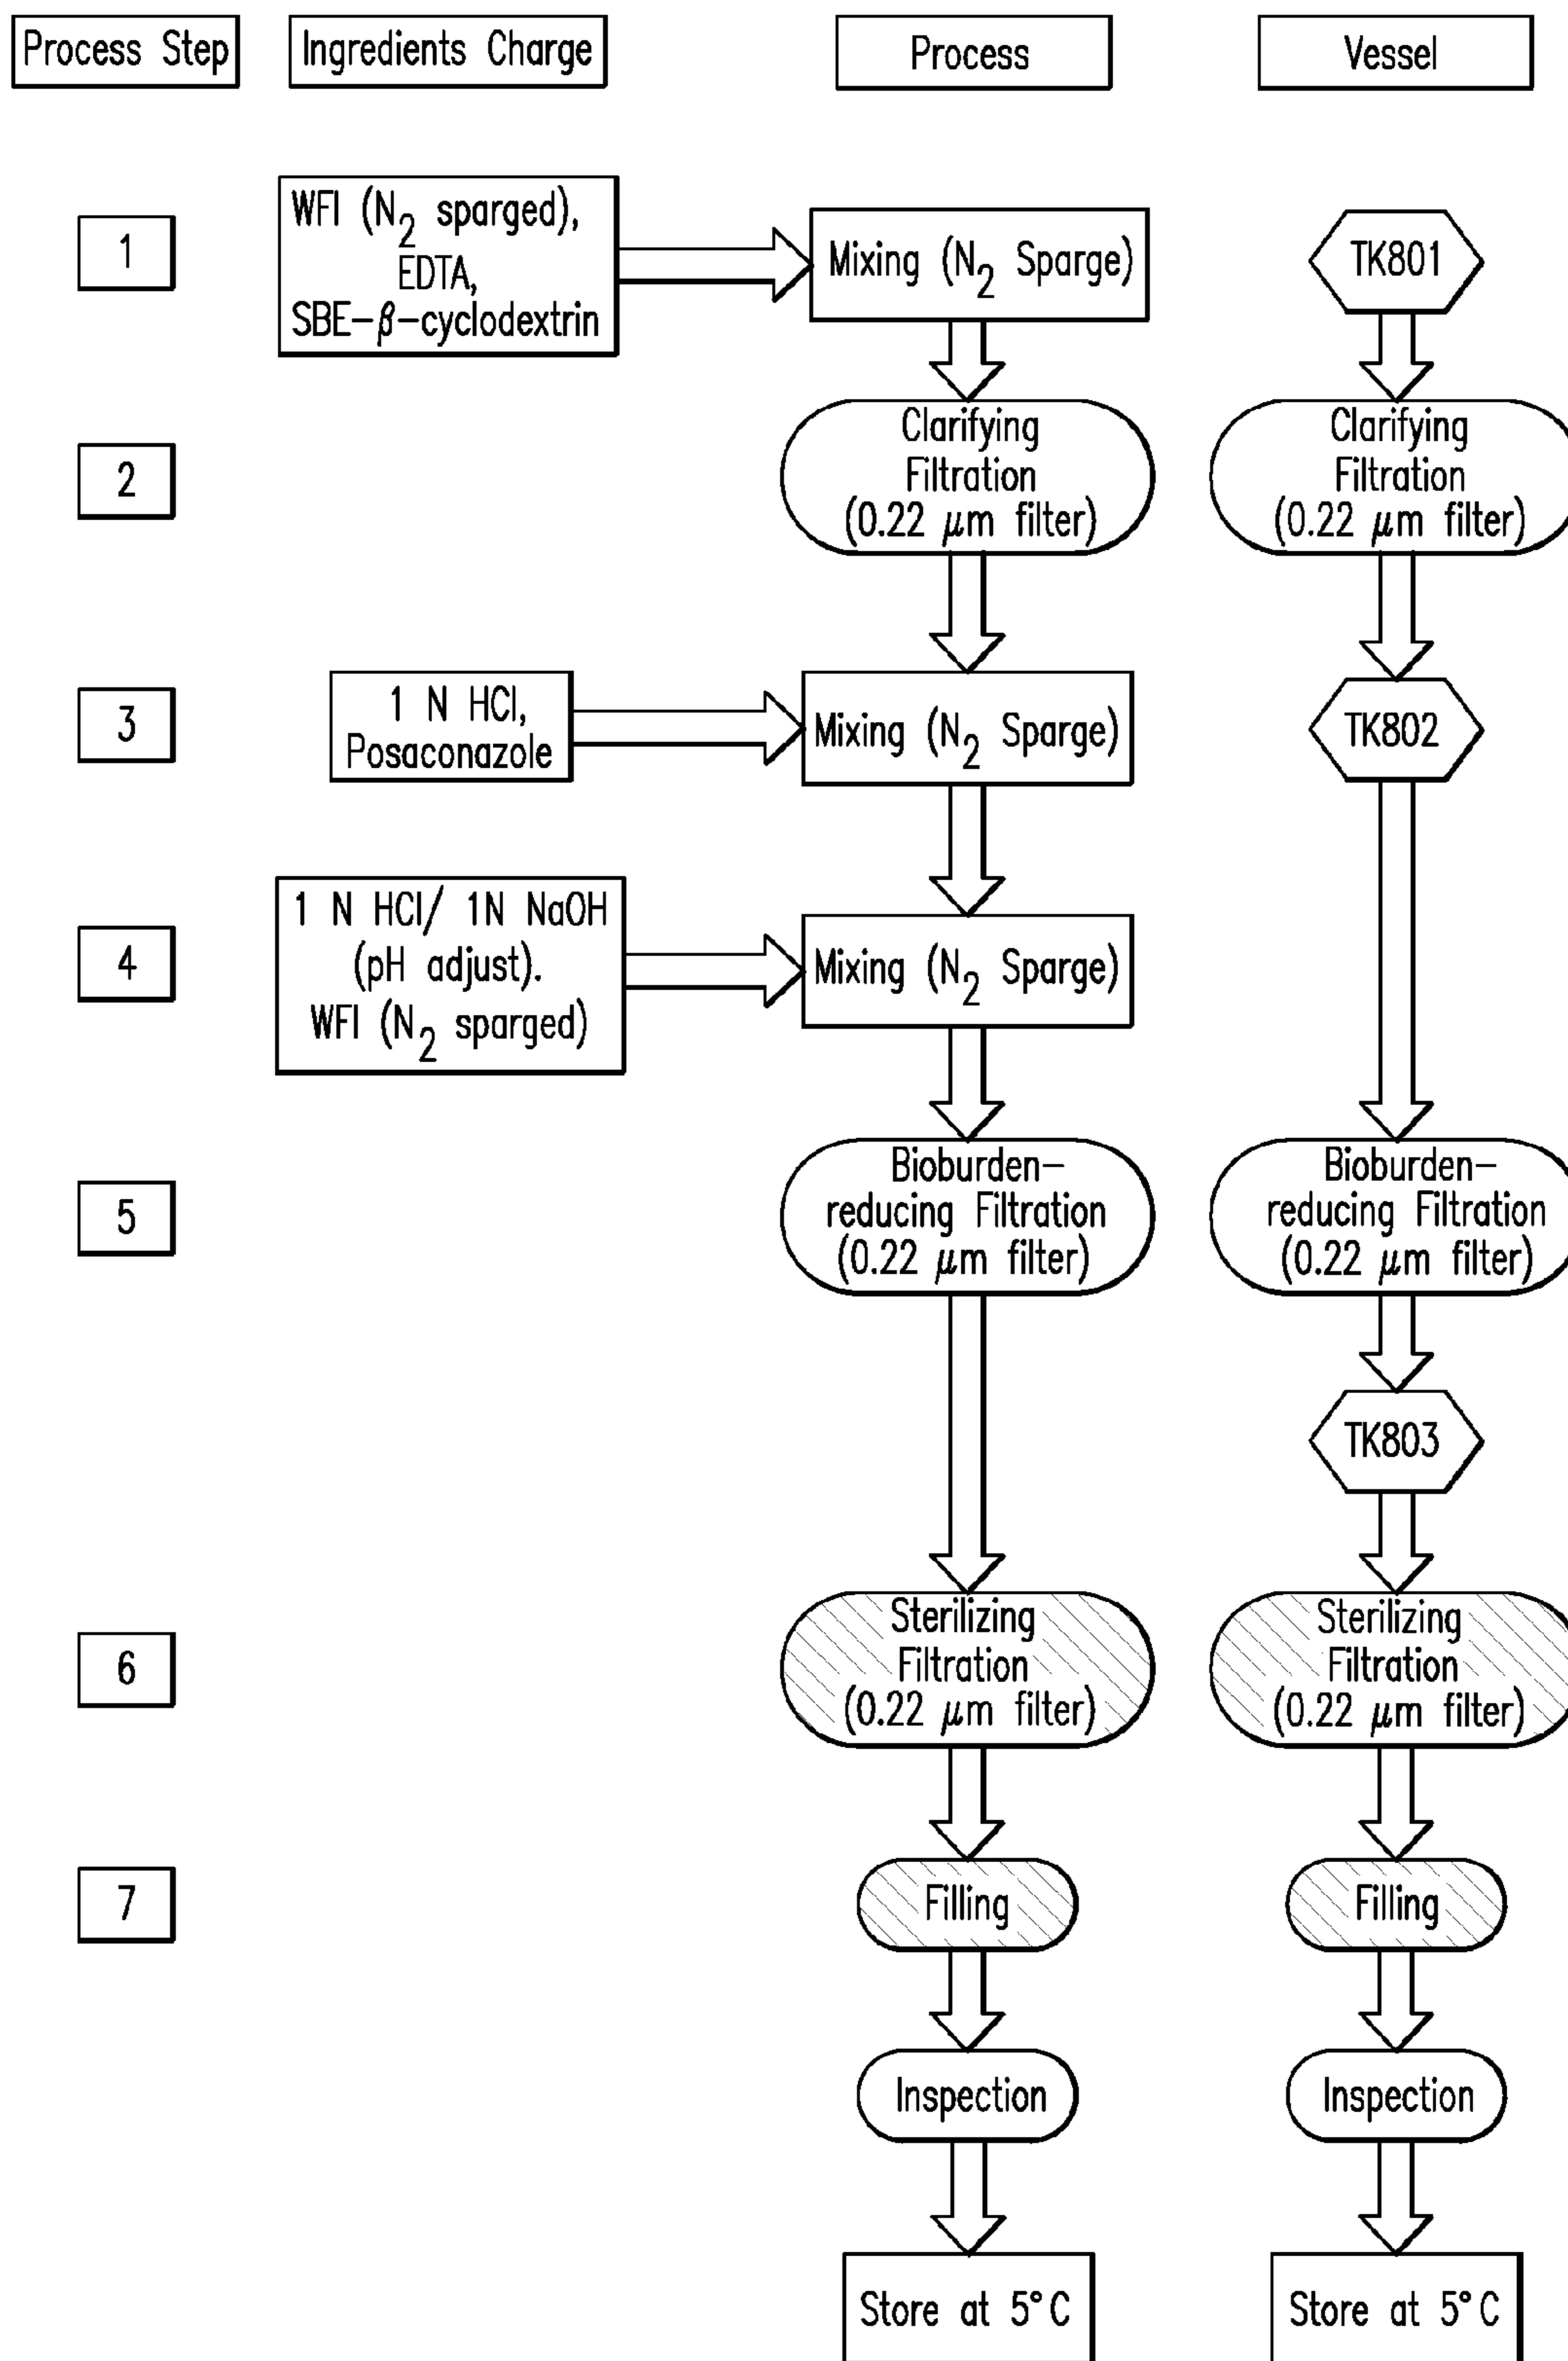 Process Step
Ingredients Charge
Process
Vessel
1
WFI (N2 sparged),
EDTA,
SBE-β-cyclodextrin
Mixing (N2 Sparge)
TK801
2
Clarifying
Filtration
(0.22 μm filter)
Clarifying
Filtration
(0.22 μm filter)
3
1 N HCl,
Posaconazole
Mixing (N2 Sparge)
TK802
4
1 N HCl/ 1N NaOH
(pH adjust).
WFI (N2 sparged)
Mixing (N2 Sparge)
5
Bioburden-
reducing Filtration
(0.22 μm filter)
Bioburden-
reducing Filtration
(0.22 μm filter)
TK803
6
Sterilizing
Filtration
(0.22 μm filter)
Sterilizing
Filtration
(0.22 μm filter)
7
Filling
Filling
Inspection
Inspection
Store at 5°C
Store at 5°C